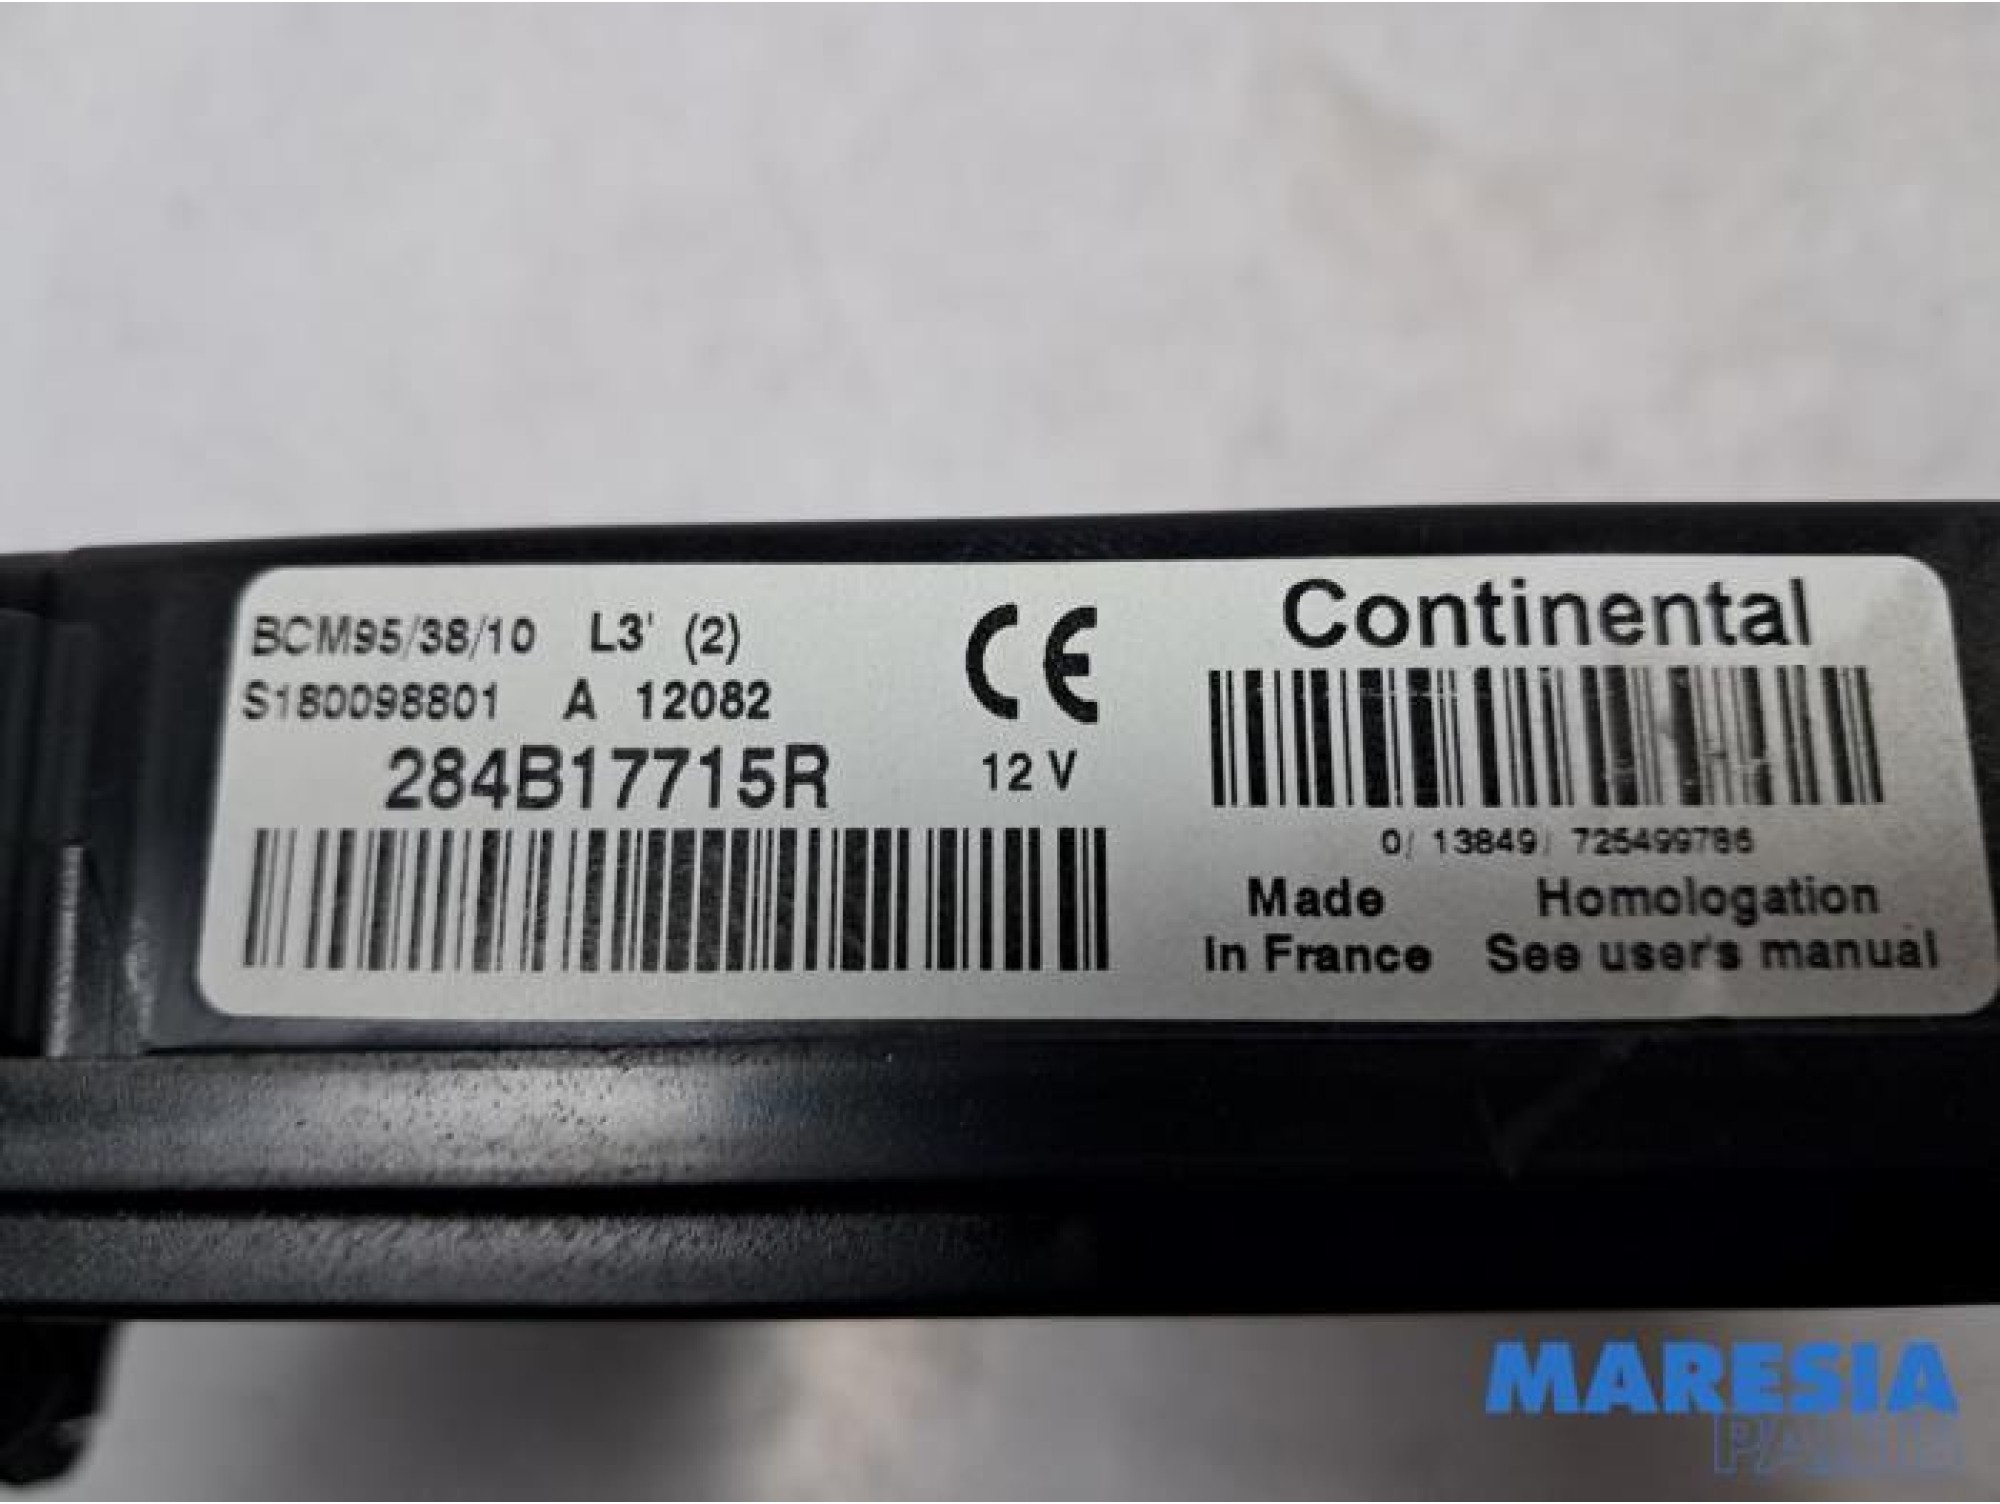 BCM95/38/10 L3' (2)
S180098801 A 12082
284B17715R
CE
12 V
Continental
0/ 13849/ 725499786
Made
In France
Homologation
See user's manual
MARESIA
PARTS